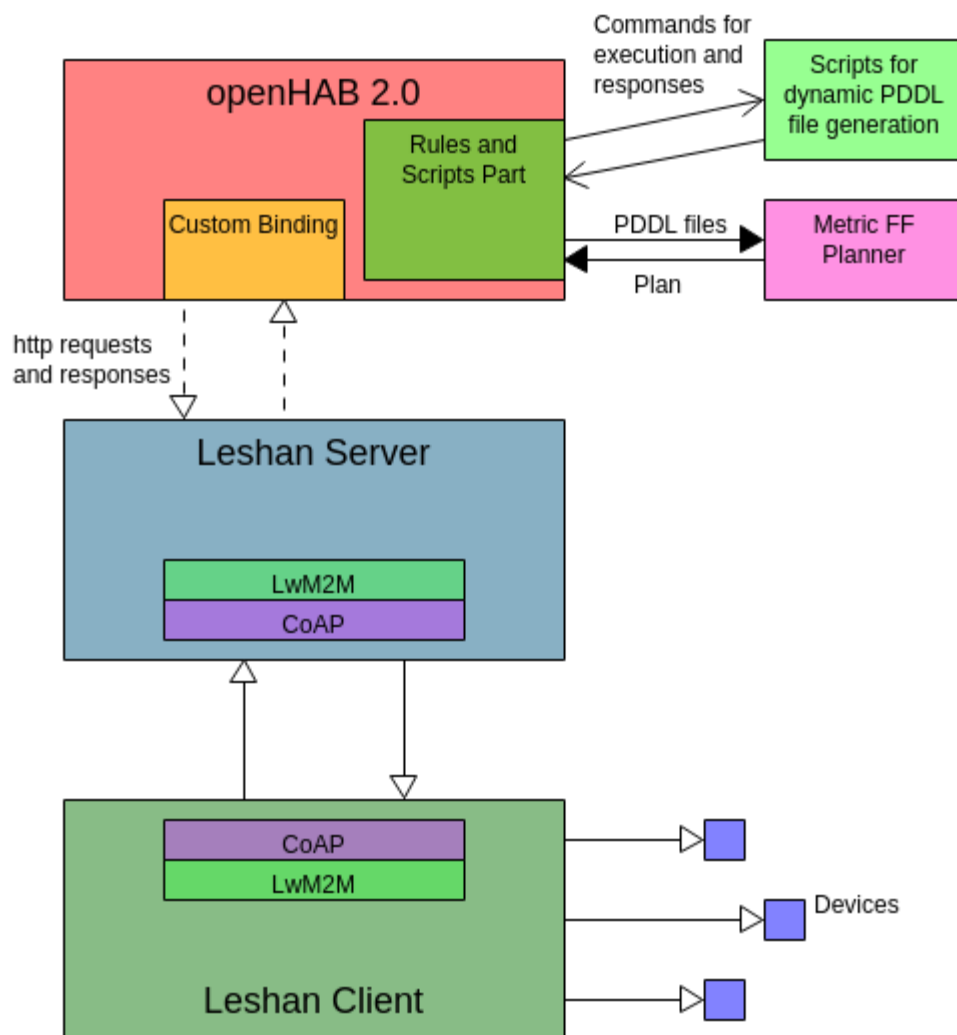 Commands for
execution and
responses
openHAB 2.0
Scripts for
dynamic PDDL
file generation
Rules and
Scripts Part
Custom Binding
PDDL files
Metric FF
Planner
Plan
http requests
and responses
Leshan Server
LwM2M
CoAP
CoAP
LwM2M
Devices
Leshan Client